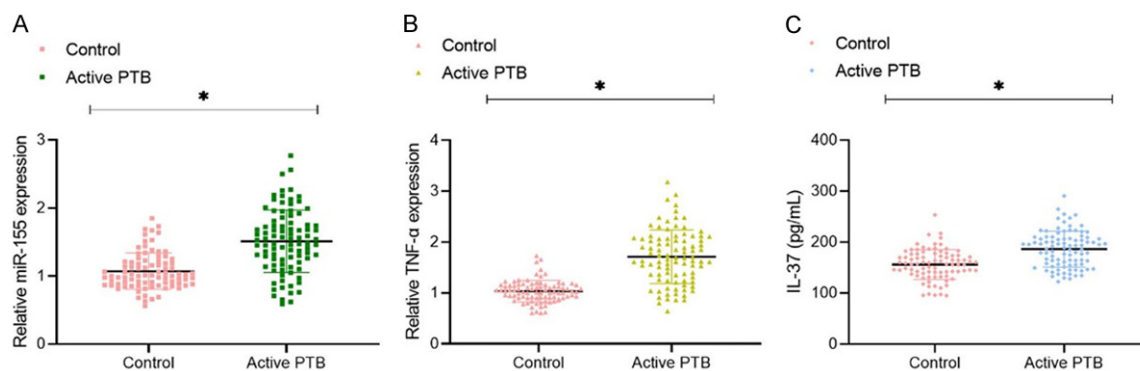 A
Control
Active PTB
*
Relative miR-155 expression
3
2
1
0
Control
Active PTB
B
Control
Active PTB
*
Relative TNF-α expression
4
3
2
1
0
Control
Active PTB
C
Control
Active PTB
*
IL-37 (pg/mL)
400
300
200
100
0
Control
Active PTB